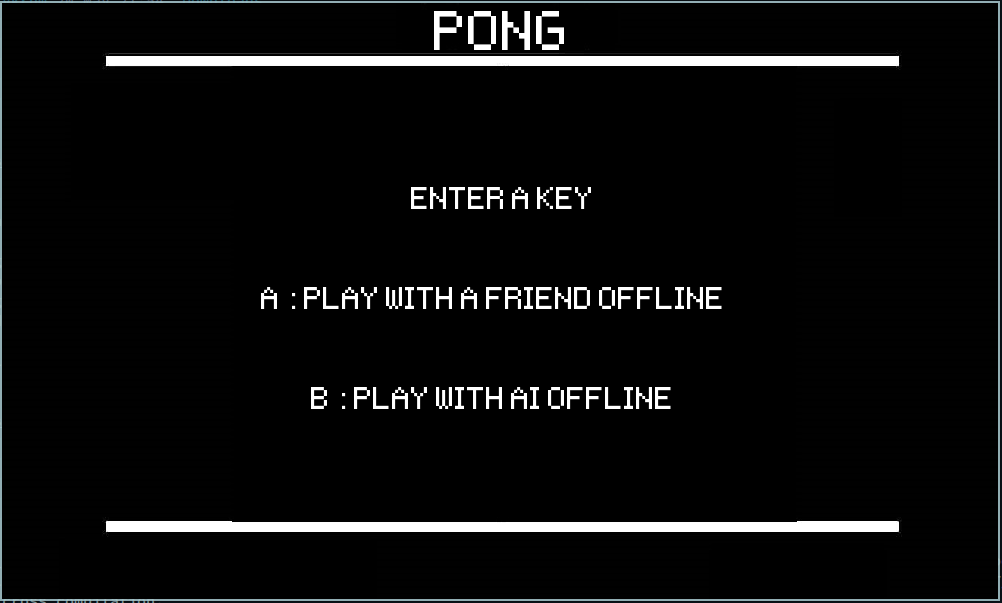 PONG
ENTER A KEY
A : PLAY WITH A FRIEND OFFLINE
B : PLAY WITH AI OFFLINE